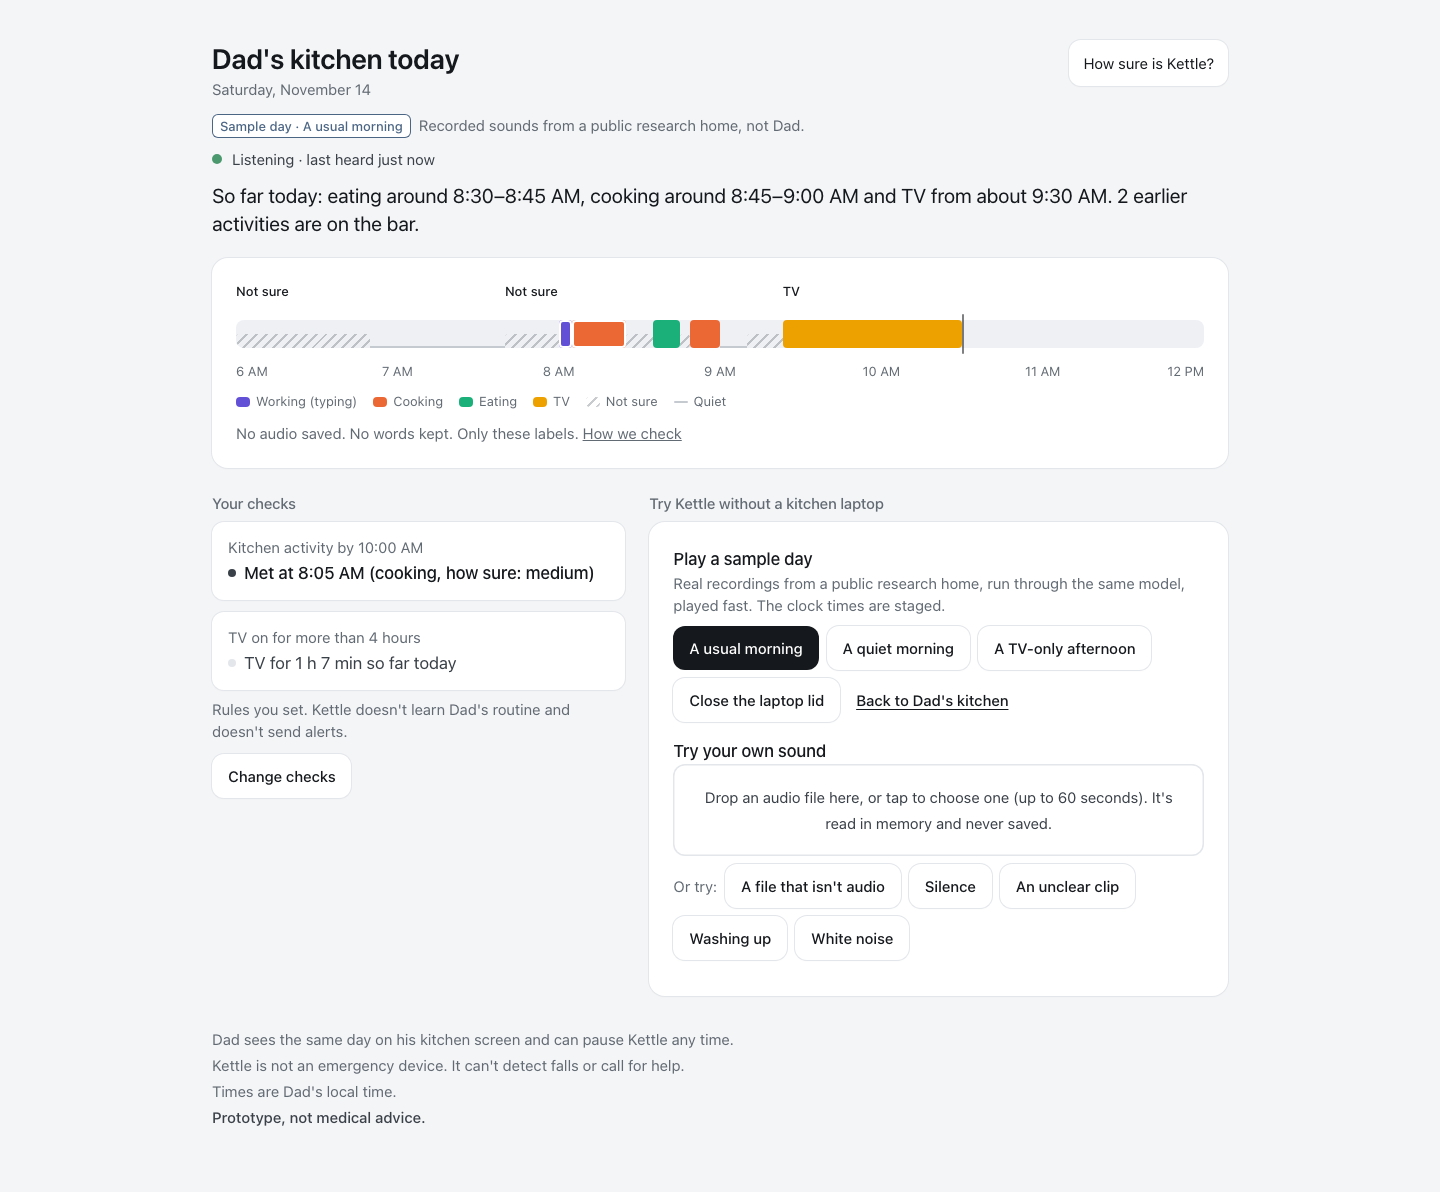 Dad's kitchen today
How sure is Kettle?
Saturday, November 14
Sample day · A usual morning Recorded sounds from a public research home, not Dad.
Listening · last heard just now
So far today: eating around 8:30–8:45 AM, cooking around 8:45–9:00 AM and TV from about 9:30 AM. 2 earlier
activities are on the bar.
Not sure Not sure TV
6 AM 7 AM 8 AM 9 AM 10 AM 11 AM 12 PM
Working (typing) Cooking Eating TV Not sure Quiet
No audio saved. No words kept. Only these labels. How we check
Your checks
Kitchen activity by 10:00 AM
Met at 8:05 AM (cooking, how sure: medium)
TV on for more than 4 hours
TV for 1 h 7 min so far today
Rules you set. Kettle doesn't learn Dad's routine and
doesn't send alerts.
Change checks
Try Kettle without a kitchen laptop
Play a sample day
Real recordings from a public research home, run through the same model,
played fast. The clock times are staged.
A usual morning A quiet morning A TV-only afternoon
Close the laptop lid Back to Dad's kitchen
Try your own sound
Drop an audio file here, or tap to choose one (up to 60 seconds). It's
read in memory and never saved.
Or try: A file that isn't audio Silence An unclear clip
Washing up White noise
Dad sees the same day on his kitchen screen and can pause Kettle any time.
Kettle is not an emergency device. It can't detect falls or call for help.
Times are Dad's local time.
Prototype, not medical advice.